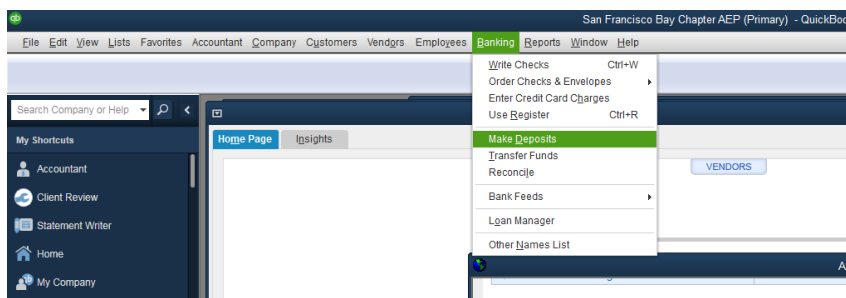 qb
San Francisco Bay Chapter AEP (Primary) - QuickBoo
File Edit View Lists Favorites Accountant Company Customers Vendors Employees Banking Reports Window Help
Write Checks Ctrl+W
Order Checks & Envelopes
Enter Credit Card Charges
Use Register Ctrl+R
Make Deposits
Transfer Funds
Reconcile
Bank Feeds
Loan Manager
Other Names List
Search Company or Help
My Shortcuts
Accountant
Client Review
Statement Writer
Home
My Company
Home Page Insights
VENDORS
A